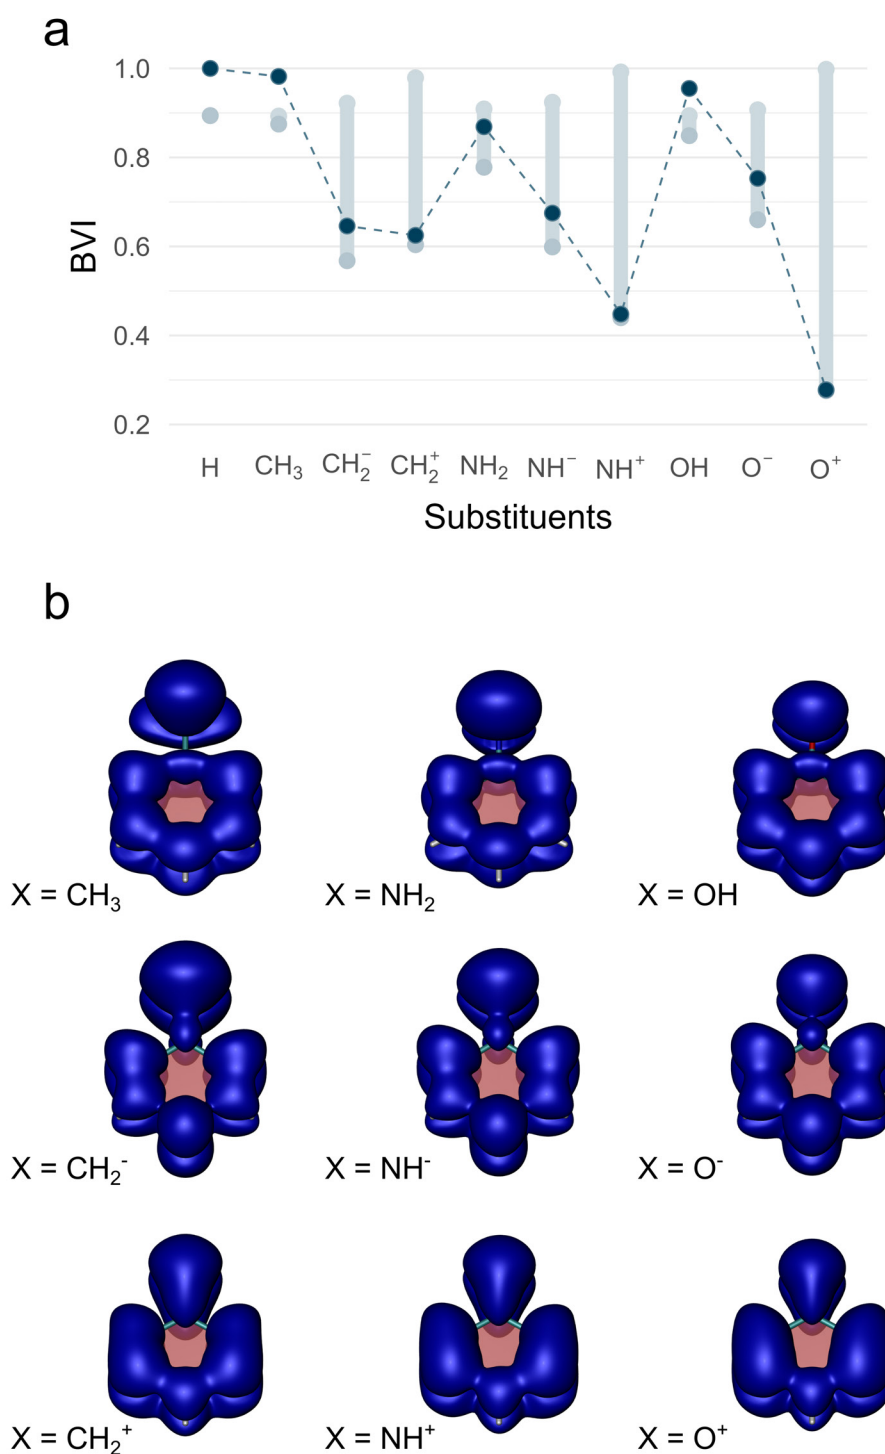 a
1.0
0.8
0.6
0.4
0.2
BVI
H CH₃ CH₂⁻ CH₂⁺ NH₂ NH⁻ NH⁺ OH O⁻ O⁺
Substituents
b
X = CH₃ X = NH₂ X = OH
X = CH₂⁻ X = NH⁻ X = O⁻
X = CH₂⁺ X = NH⁺ X = O⁺